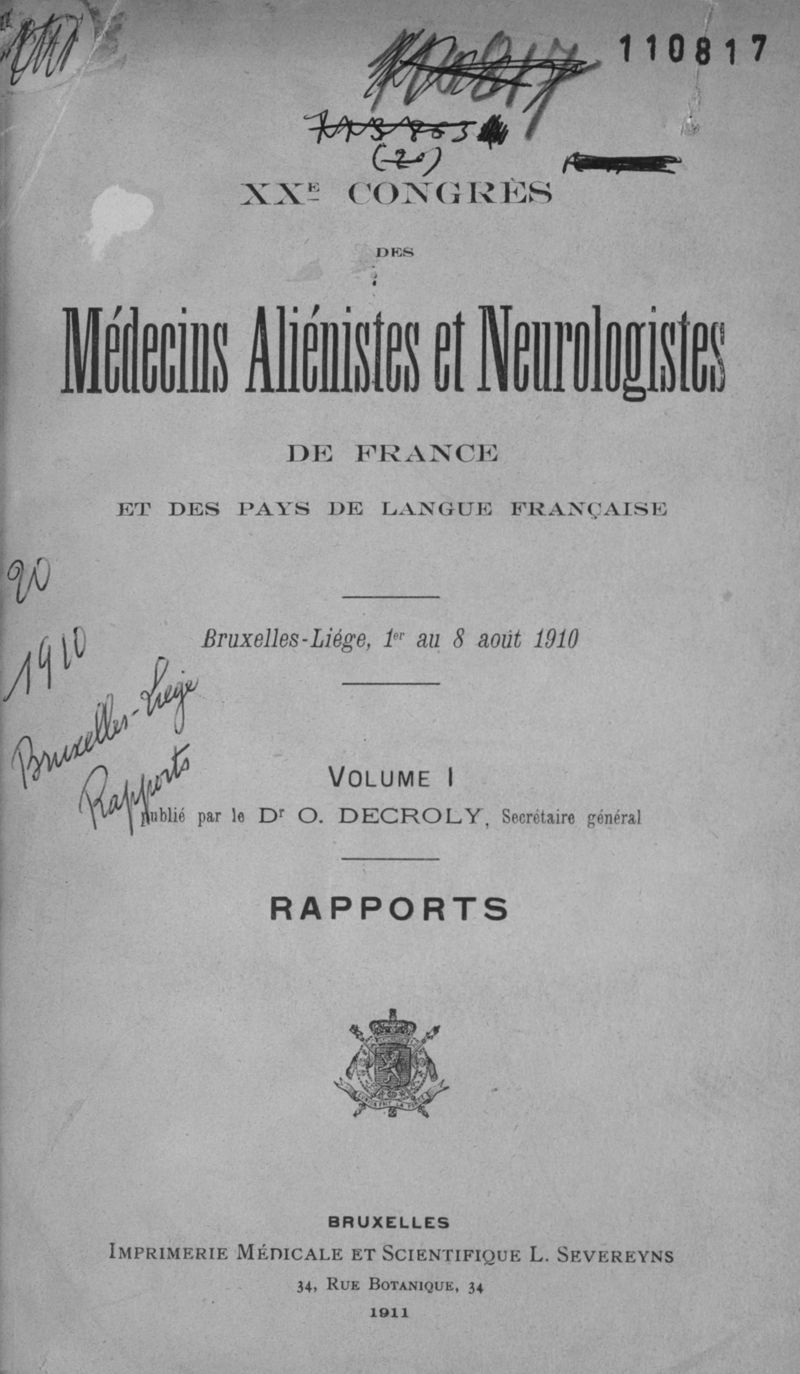 110817
(20)
XXE CONGRÈS
DES
Médecins Aliénistes et Neurologistes
DE FRANCE
ET DES PAYS DE LANGUE FRANÇAISE
20
1910
Bruxelles-Liége
Rapports
Bruxelles-Liége, 1er au 8 août 1910
VOLUME I
publié par le Dr O. DECROLY, Secrétaire général
RAPPORTS
BRUXELLES
IMPRIMERIE MÉDICALE ET SCIENTIFIQUE L. SEVEREYNS
34, RUE BOTANIQUE, 34
1911